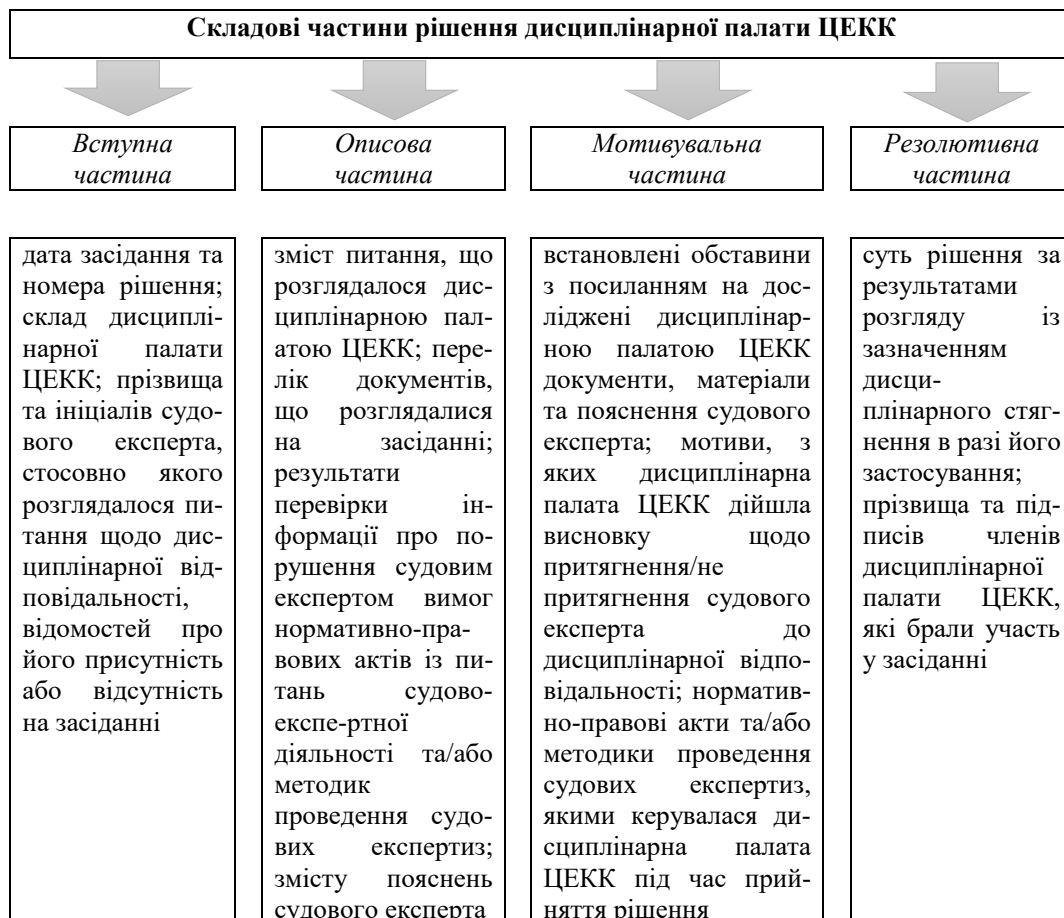 Складові частини рішення дисциплінарної палати ЦЕКК
Вступна
частина
Описова
частина
Мотивувальна
частина
Резолютивна
частина
дата засідання та
номера рішення;
склад дисциплі-
нарної палати
ЦЕКК; прізвища
та ініціалів судо-
вого експерта,
стосовно якого
розглядалося пи-
тання щодо дис-
циплінарної від-
повідальності,
відомостей про
його присутність
або відсутність
на засіданні
зміст питання, що
розглядалося дис-
циплінарною пал-
атою ЦЕКК; пере-
лік документів,
що розглядалися
на засіданні;
результати
перевірки ін-
формації про по-
рушення судовим
експертом вимог
нормативно-пра-
вових актів із пи-
тань судово-
експе-ртної
діяльності та/або
методик
проведення судо-
вих експертиз;
змісту пояснень
судового експерта
встановлені обставини
з посиланням на дос-
ліджені дисциплінар-
ною палатою ЦЕКК
документи, матеріали
та пояснення судового
експерта; мотиви, з
яких дисциплінарна
палата ЦЕКК дійшла
висновку щодо
притягнення/не
притягнення судового
експерта до
дисциплінарної відпо-
відальності; норматив-
но-правові акти та/або
методики проведення
судових експертиз,
якими керувалася ди-
сциплінарна палата
ЦЕКК під час прий-
няття рішення
суть рішення за
результатами
розгляду із
зазначенням
дисци-
плінарного стяг-
нення в разі його
застосування;
прізвища та під-
писів членів
дисциплінарної
палати ЦЕКК,
які брали участь
у засіданні